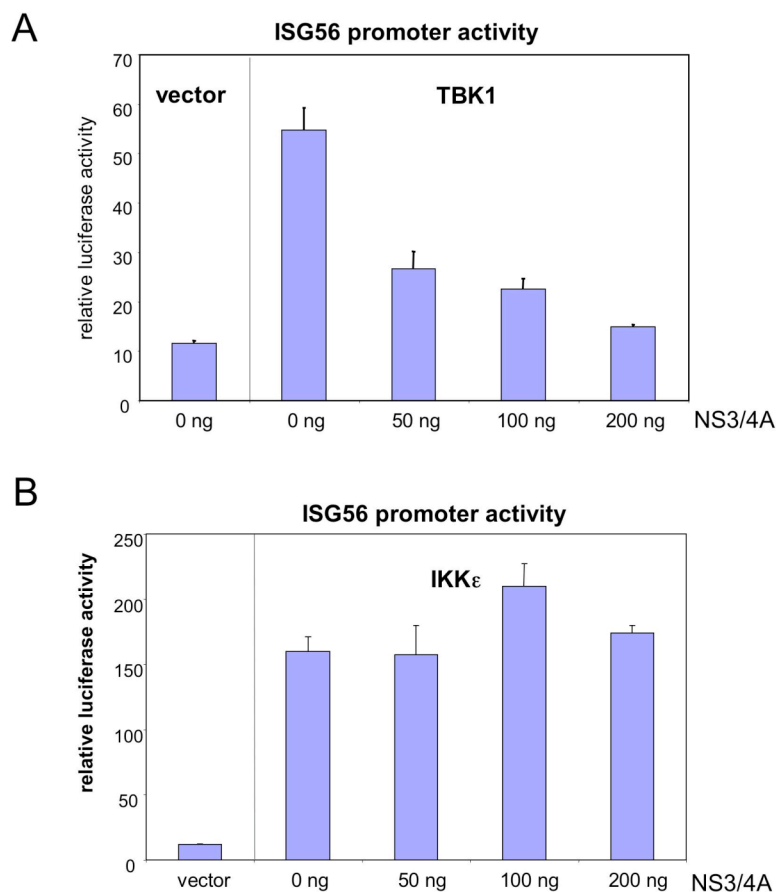 A
ISG56 promoter activity
relative luciferase activity
70
60
50
40
30
20
10
0
vector
TBK1
0 ng
0 ng
50 ng
100 ng
200 ng
NS3/4A
B
ISG56 promoter activity
relative luciferase activity
250
200
150
100
50
0
IKKε
vector
0 ng
50 ng
100 ng
200 ng
NS3/4A